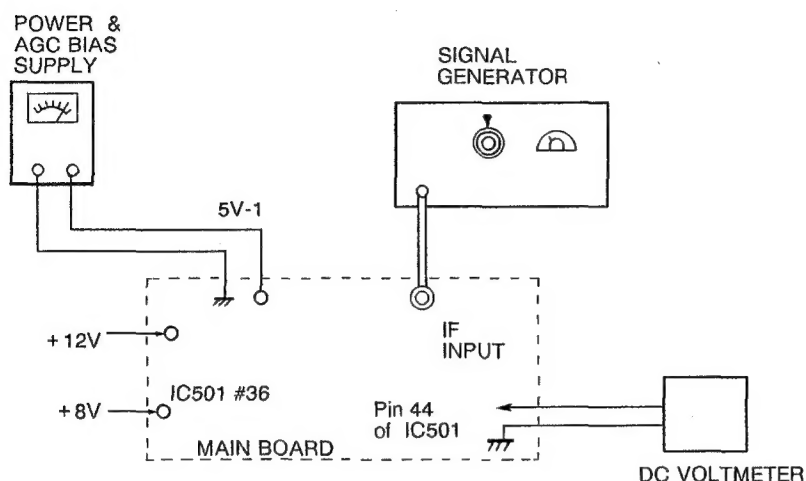 POWER &
AGC BIAS
SUPPLY
SIGNAL
GENERATOR
5V-1
+12V
IF
INPUT
IC501 #36
+8V
Pin 44
of IC501
MAIN BOARD
DC VOLTMETER